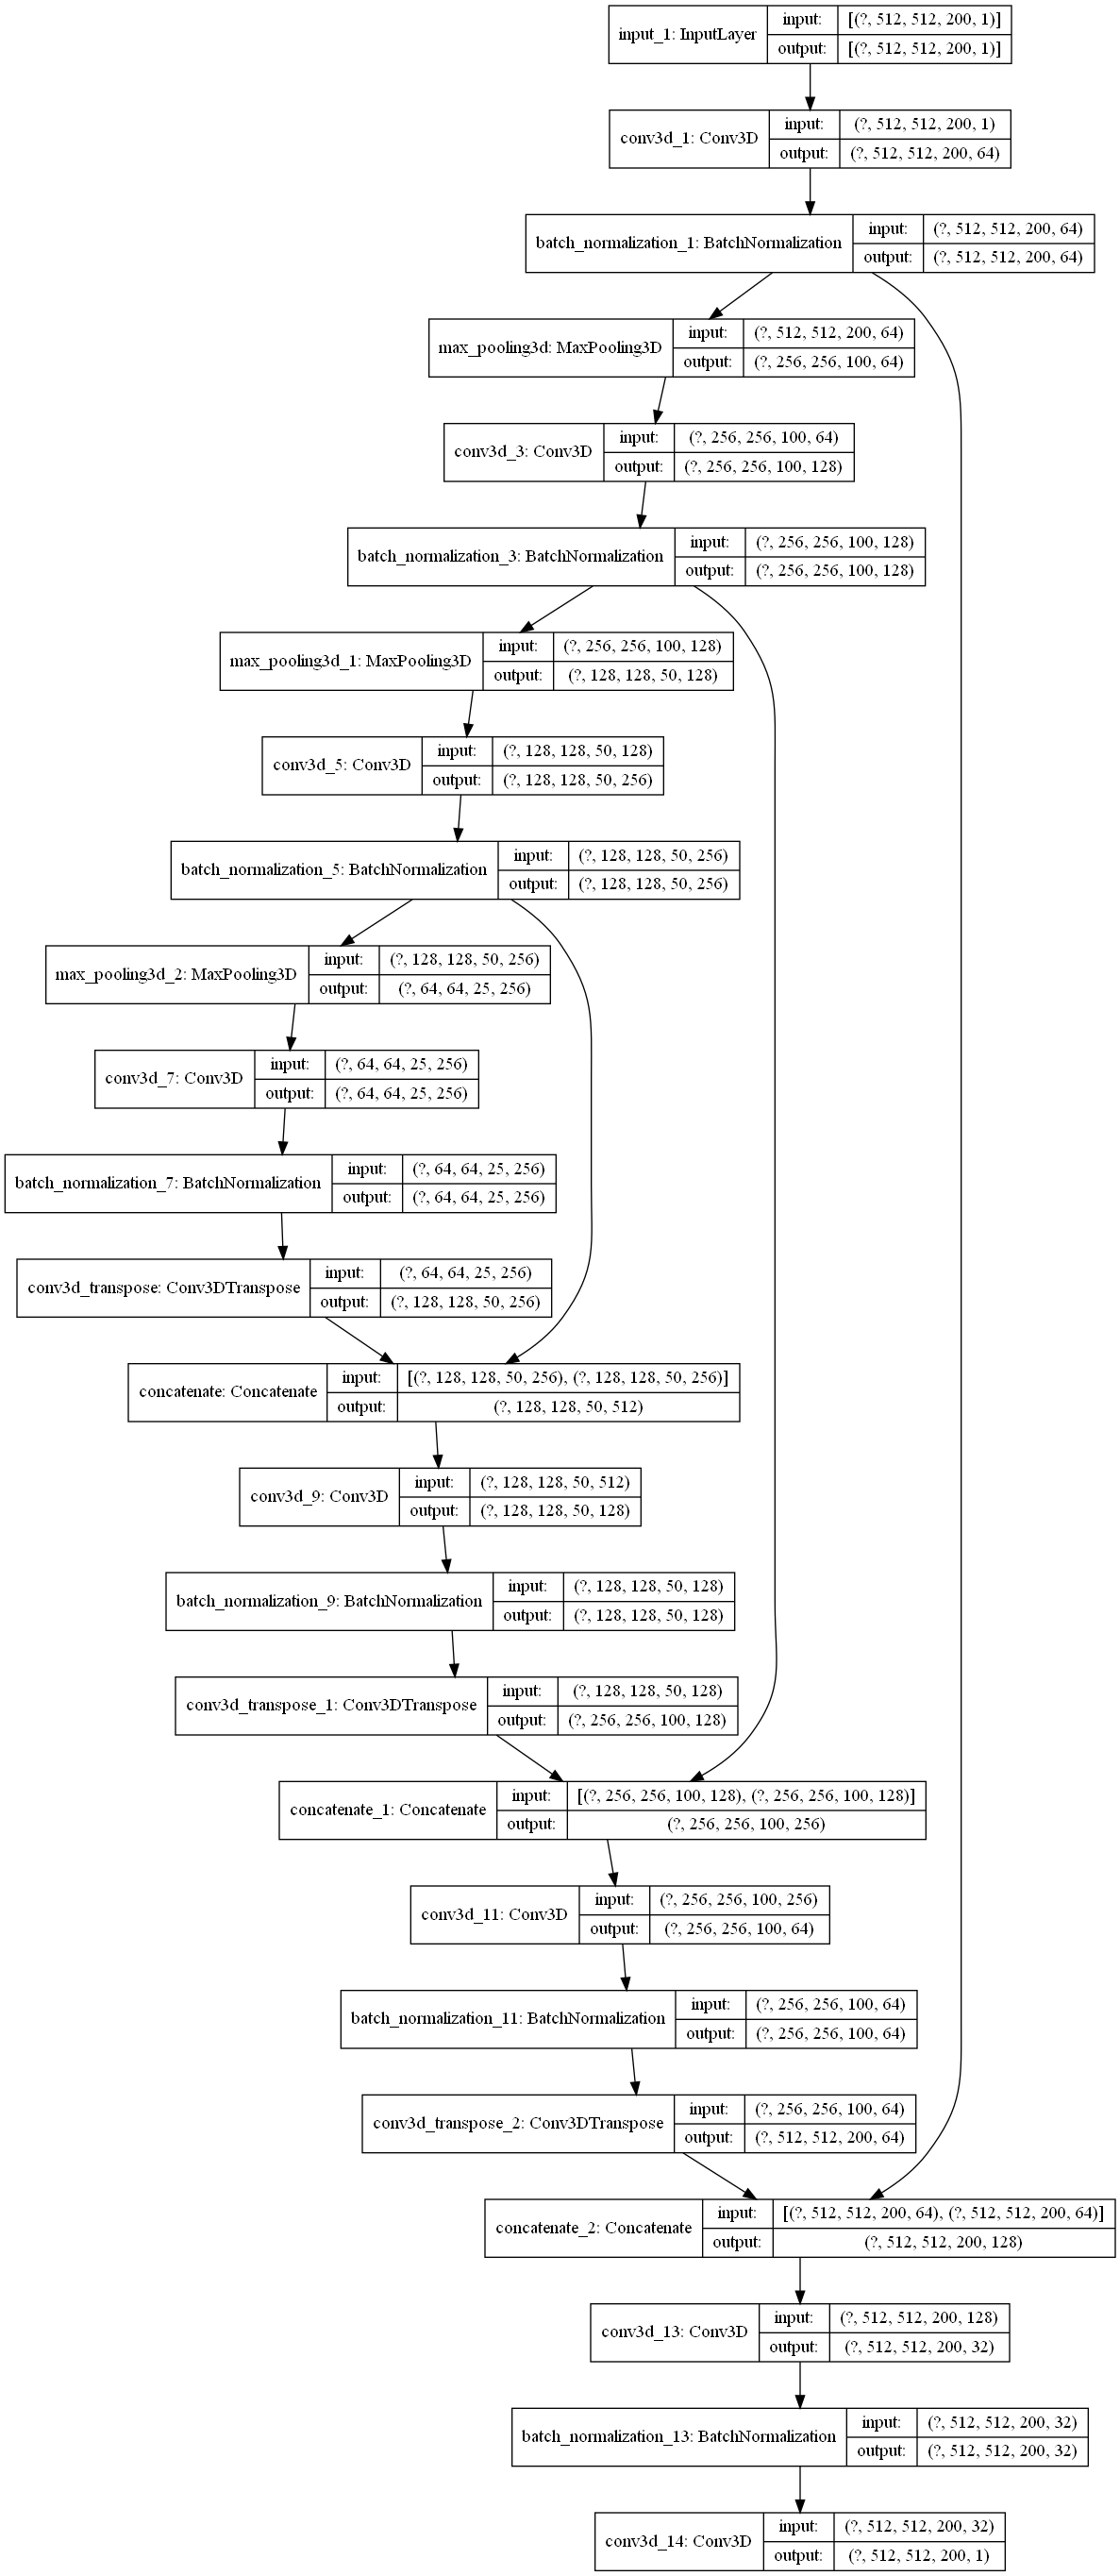 input_1: InputLayer
input: [(?, 512, 512, 200, 1)]
output: [(?, 512, 512, 200, 1)]
conv3d_1: Conv3D
input: (?, 512, 512, 200, 1)
output: (?, 512, 512, 200, 64)
batch_normalization_1: BatchNormalization
input: (?, 512, 512, 200, 64)
output: (?, 512, 512, 200, 64)
max_pooling3d: MaxPooling3D
input: (?, 512, 512, 200, 64)
output: (?, 256, 256, 100, 64)
conv3d_3: Conv3D
input: (?, 256, 256, 100, 64)
output: (?, 256, 256, 100, 128)
batch_normalization_3: BatchNormalization
input: (?, 256, 256, 100, 128)
output: (?, 256, 256, 100, 128)
max_pooling3d_1: MaxPooling3D
input: (?, 256, 256, 100, 128)
output: (?, 128, 128, 50, 128)
conv3d_5: Conv3D
input: (?, 128, 128, 50, 128)
output: (?, 128, 128, 50, 256)
batch_normalization_5: BatchNormalization
input: (?, 128, 128, 50, 256)
output: (?, 128, 128, 50, 256)
max_pooling3d_2: MaxPooling3D
input: (?, 128, 128, 50, 256)
output: (?, 64, 64, 25, 256)
conv3d_7: Conv3D
input: (?, 64, 64, 25, 256)
output: (?, 64, 64, 25, 256)
batch_normalization_7: BatchNormalization
input: (?, 64, 64, 25, 256)
output: (?, 64, 64, 25, 256)
conv3d_transpose: Conv3DTranspose
input: (?, 64, 64, 25, 256)
output: (?, 128, 128, 50, 256)
concatenate: Concatenate
input: [(?, 128, 128, 50, 256), (?, 128, 128, 50, 256)]
output: (?, 128, 128, 50, 512)
conv3d_9: Conv3D
input: (?, 128, 128, 50, 512)
output: (?, 128, 128, 50, 128)
batch_normalization_9: BatchNormalization
input: (?, 128, 128, 50, 128)
output: (?, 128, 128, 50, 128)
conv3d_transpose_1: Conv3DTranspose
input: (?, 128, 128, 50, 128)
output: (?, 256, 256, 100, 128)
concatenate_1: Concatenate
input: [(?, 256, 256, 100, 128), (?, 256, 256, 100, 128)]
output: (?, 256, 256, 100, 256)
conv3d_11: Conv3D
input: (?, 256, 256, 100, 256)
output: (?, 256, 256, 100, 64)
batch_normalization_11: BatchNormalization
input: (?, 256, 256, 100, 64)
output: (?, 256, 256, 100, 64)
conv3d_transpose_2: Conv3DTranspose
input: (?, 256, 256, 100, 64)
output: (?, 512, 512, 200, 64)
concatenate_2: Concatenate
input: [(?, 512, 512, 200, 64), (?, 512, 512, 200, 64)]
output: (?, 512, 512, 200, 128)
conv3d_13: Conv3D
input: (?, 512, 512, 200, 128)
output: (?, 512, 512, 200, 32)
batch_normalization_13: BatchNormalization
input: (?, 512, 512, 200, 32)
output: (?, 512, 512, 200, 32)
conv3d_14: Conv3D
input: (?, 512, 512, 200, 32)
output: (?, 512, 512, 200, 1)